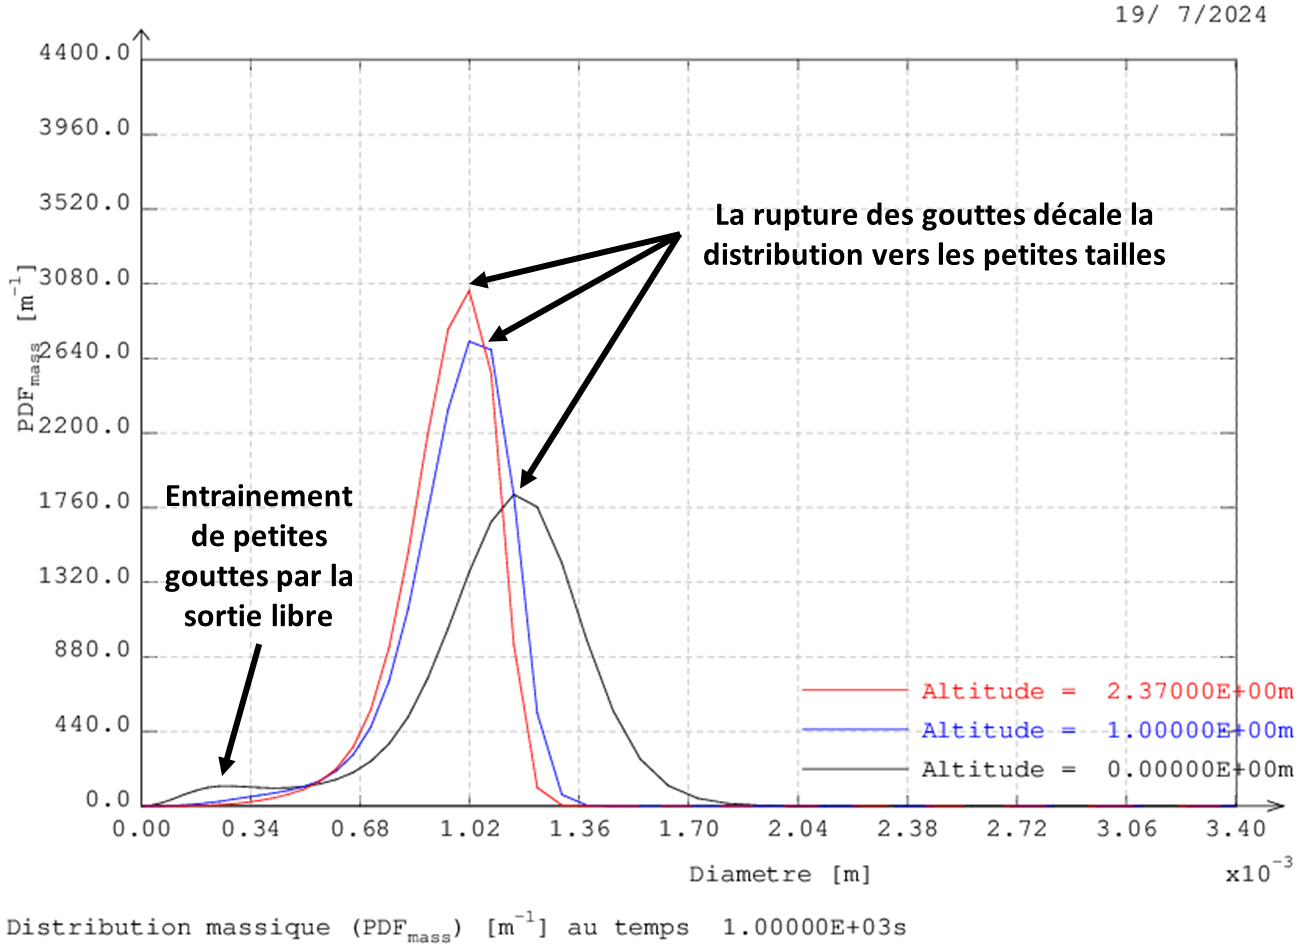 19/ 7/2024
4400.0
3960.0
3520.0
3080.0
2640.0
2200.0
1760.0
1320.0
880.0
440.0
0.0
PDFmass [m⁻¹]
La rupture des gouttes décale la
distribution vers les petites tailles
Entrainement
de petites
gouttes par la
sortie libre
Altitude = 2.37000E+00m
Altitude = 1.00000E+00m
Altitude = 0.00000E+00m
0.00 0.34 0.68 1.02 1.36 1.70 2.04 2.38 2.72 3.06 3.40
Diametre [m]
x10⁻³
Distribution massique (PDFmass) [m⁻¹] au temps 1.00000E+03s